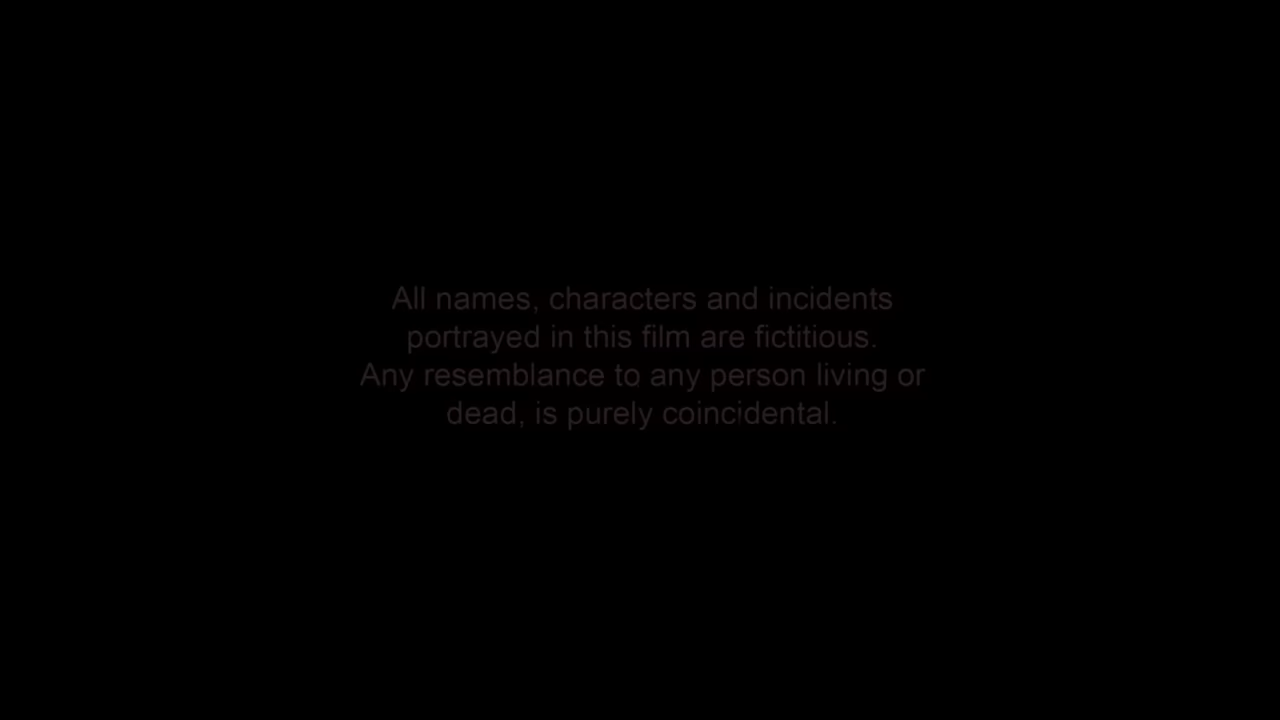 All names, characters and incidents
portrayed in this film are fictitious.
Any resemblance to any person living or
dead, is purely coincidental.